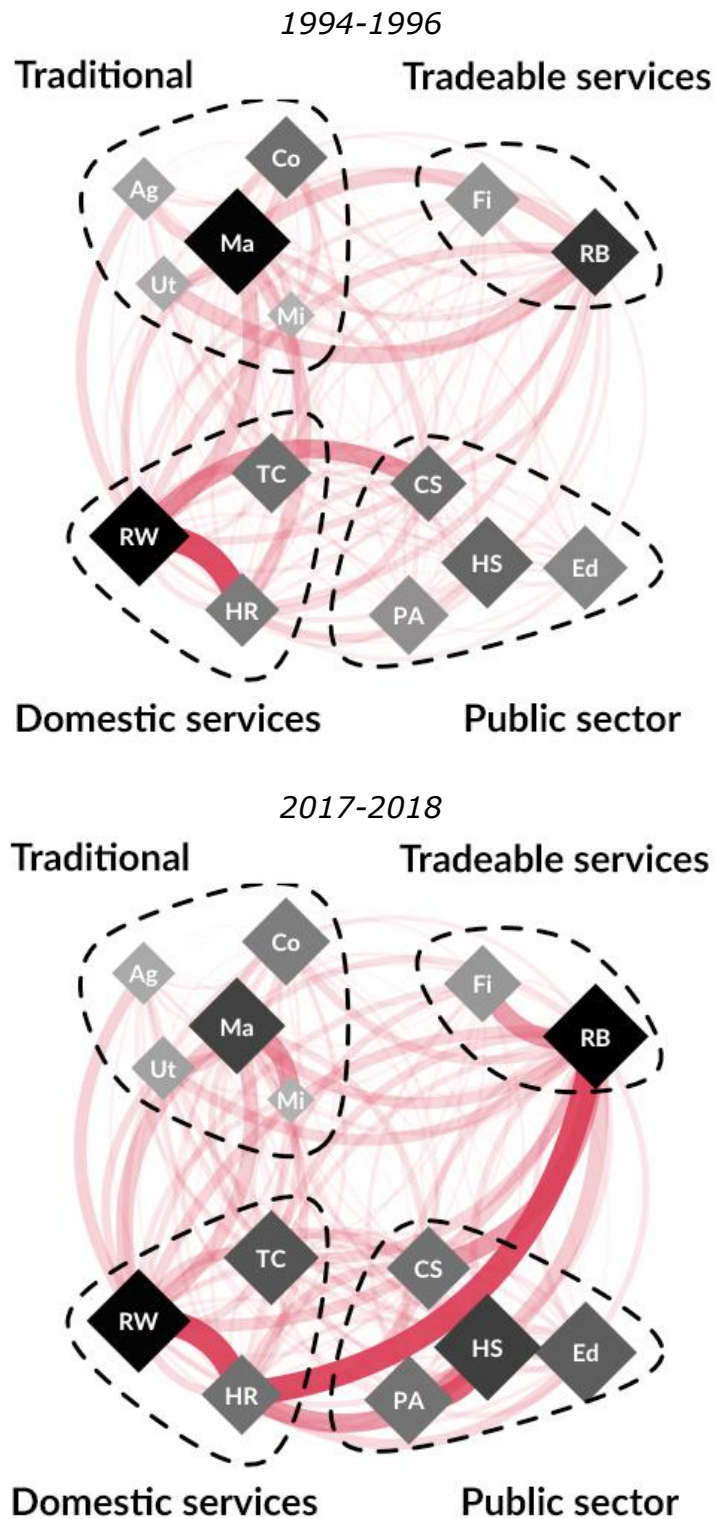 1994-1996
Traditional Tradeable services
Co
Ag
Fi
Ma
RB
Ut
Mi
TC
CS
RW
HS
Ed
HR
PA
Domestic services Public sector
2017-2018
Traditional Tradeable services
Co
Ag
Fi
Ma
RB
Ut
Mi
TC
CS
RW
HS
Ed
HR
PA
Domestic services Public sector